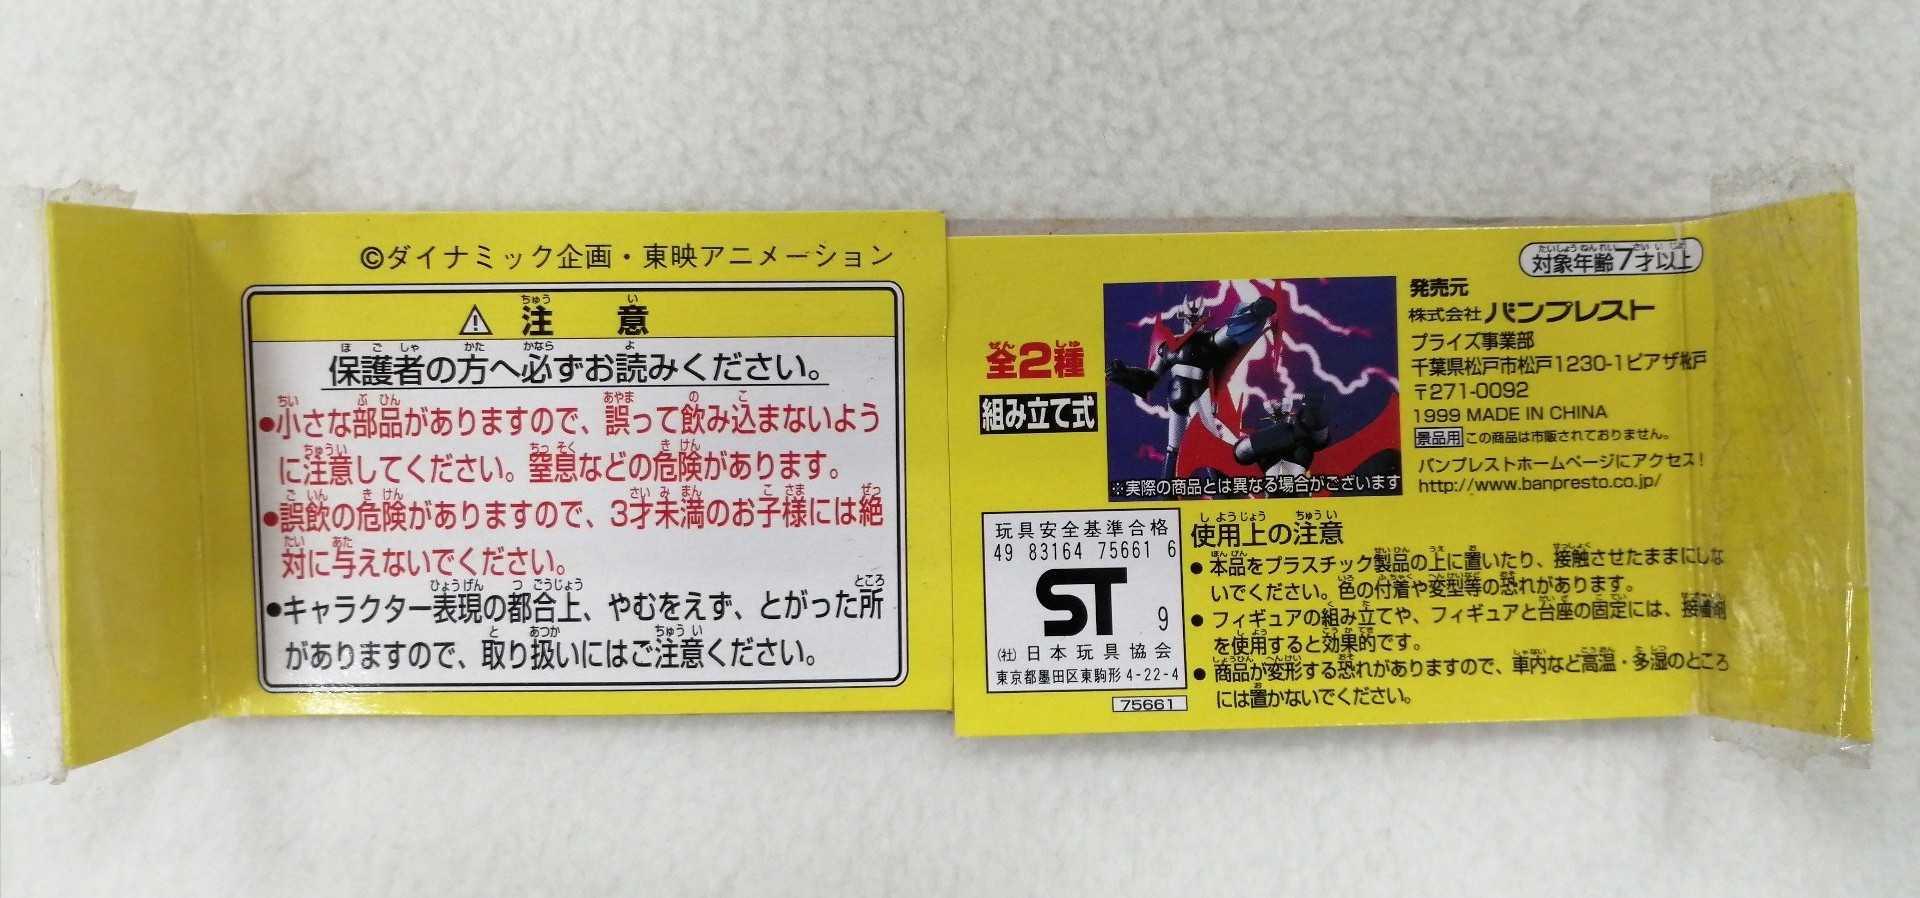 ©ダイナミック企画・東映アニメーション
⚠ 注意
保護者の方へ必ずお読みください。
●小さな部品がありますので、誤って飲み込まないよう
に注意してください。窒息などの危険があります。
●誤飲の危険がありますので、3才未満のお子様には絶
対に与えないでください。
●キャラクター表現の都合上、やむをえず、とがった所
がありますので、取り扱いにはご注意ください。
対象年齢7才以上
全2種
組み立て式
※実際の商品とは異なる場合がございます
発売元
株式会社 バンプレスト
プライズ事業部
千葉県松戸市松戸1230-1ピアザ松戸
〒271-0092
1999 MADE IN CHINA
景品用 この商品は市販されておりません。
バンプレストホームページにアクセス!
http://www.banpresto.co.jp/
玩具安全基準合格
49 83164 75661 6
ST 9
(社)日本玩具協会
東京都墨田区東駒形4-22-4
75661
使用上の注意
●本品をプラスチック製品の上に置いたり、接触させたままにしな
いでください。色の付着や変型等の恐れがあります。
●フィギュアの組み立てや、フィギュアと台座の固定には、接着剤
を使用すると効果的です。
●商品が変形する恐れがありますので、車内など高温・多湿のところ
には置かないでください。